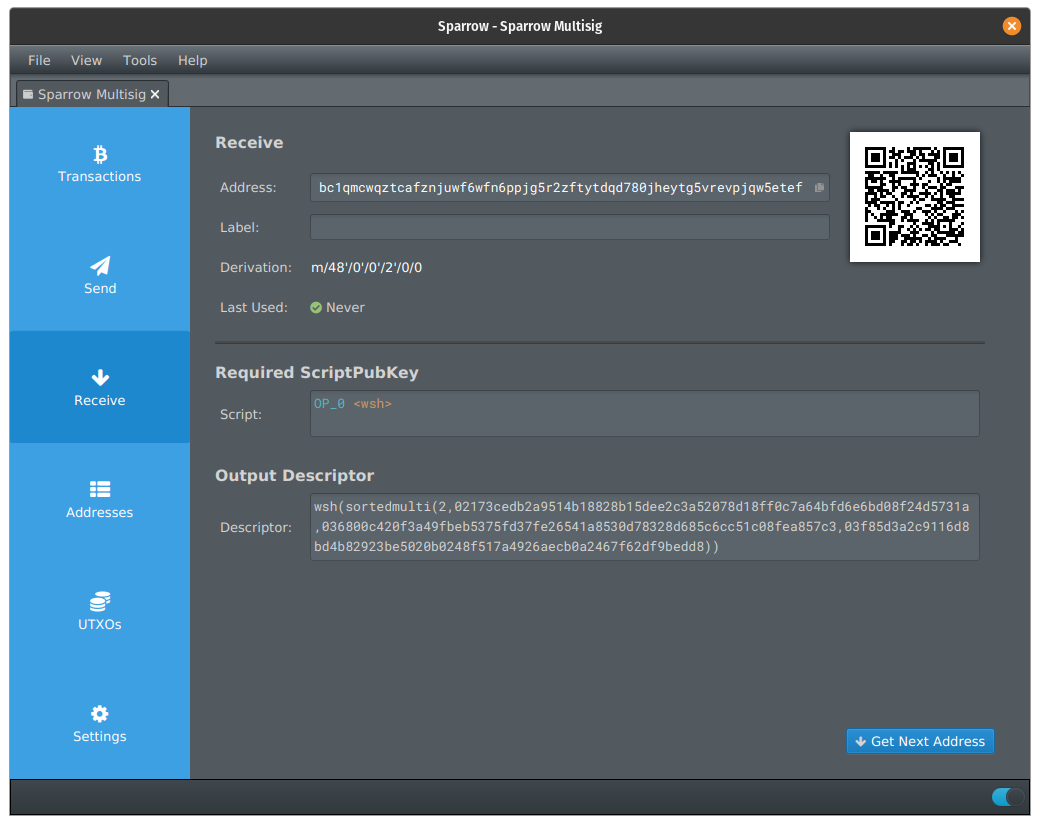 Sparrow - Sparrow Multisig
File View Tools Help
Sparrow Multisig
Transactions
Send
Receive
Addresses
UTXOs
Settings
Receive
Address: bc1qmcwqztcafznjuwf6wfn6ppjg5r2zftytdqd780jheytg5vrevpjqw5etef
Label:
Derivation: m/48'/0'/0'/2'/0/0
Last Used: Never
Required ScriptPubKey
Script: OP_0 <wsh>
Output Descriptor
Descriptor:
wsh(sortedmulti(2,02173cedb2a9514b18828b15dee2c3a52078d18ff0c7a64bfd6e6bd08f24d5731a
,036800c420f3a49fbeb5375fd37fe26541a8530d78328d685c6cc51c08fea857c3,03f85d3a2c9116d8
bd4b82923be5020b0248f517a4926aecb0a2467f62df9bedd8))
Get Next Address